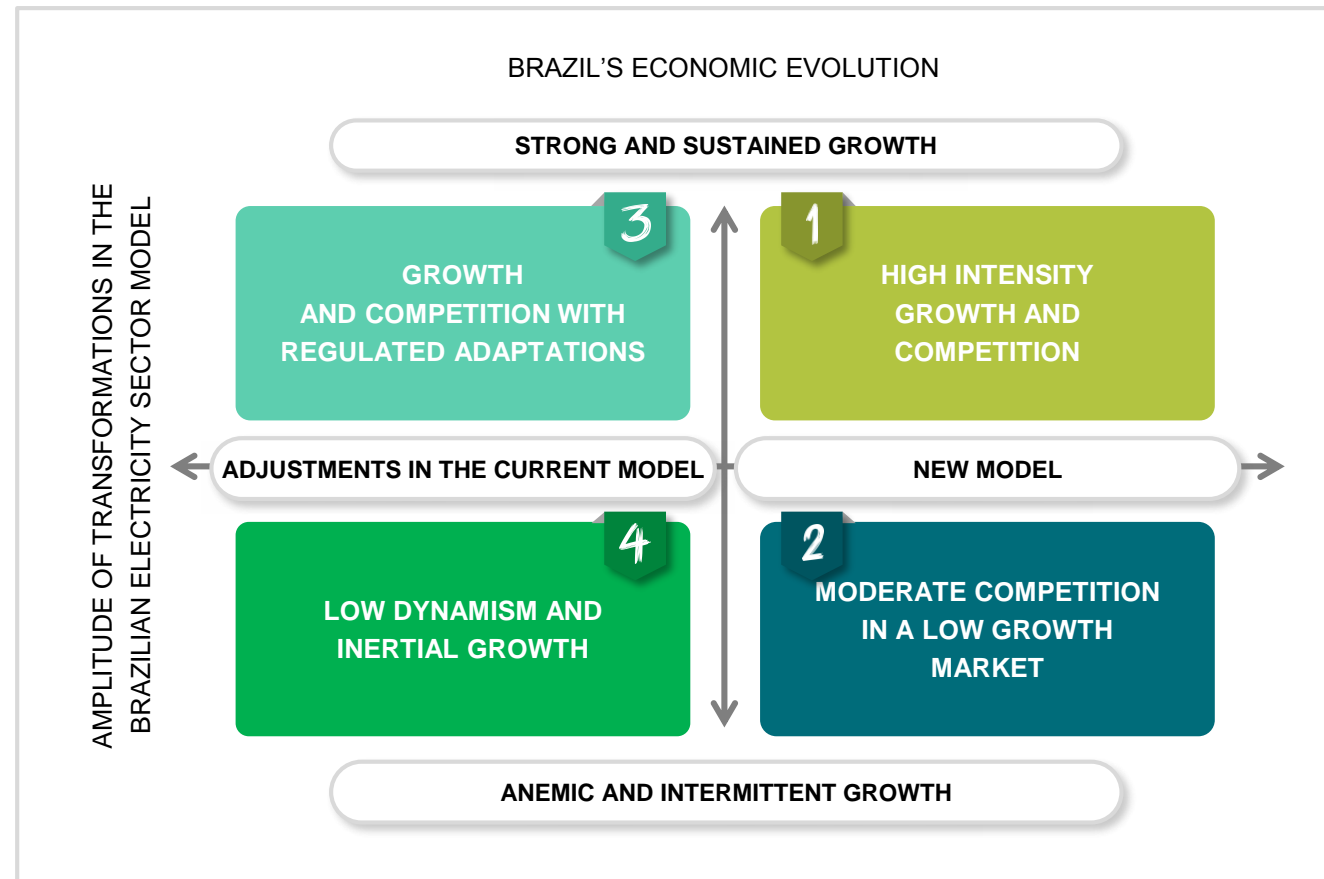 BRAZIL’S ECONOMIC EVOLUTION
STRONG AND SUSTAINED GROWTH
AMPLITUDE OF TRANSFORMATIONS IN THE
BRAZILIAN ELECTRICITY SECTOR MODEL
3
GROWTH
AND COMPETITION WITH
REGULATED ADAPTATIONS
1
HIGH INTENSITY
GROWTH AND
COMPETITION
ADJUSTMENTS IN THE CURRENT MODEL
NEW MODEL
4
LOW DYNAMISM AND
INERTIAL GROWTH
2
MODERATE COMPETITION
IN A LOW GROWTH
MARKET
ANEMIC AND INTERMITTENT GROWTH